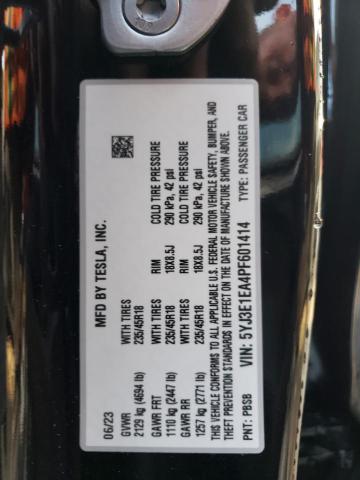 MFD BY TESLA, INC.
06/23
GVWR WITH TIRES RIM COLD TIRE PRESSURE
2129 kg (4694 lb) 235/45R18 18X8.5J 290 kPa, 42 psi
GAWR FRT WITH TIRES RIM COLD TIRE PRESSURE
1110 kg (2447 lb) 235/45R18 18X8.5J 290 kPa, 42 psi
GAWR RR
1257 kg (2771 lb)
THIS VEHICLE CONFORMS TO ALL APPLICABLE U.S. FEDERAL MOTOR VEHICLE SAFETY, BUMPER, AND
THEFT PREVENTION STANDARDS IN EFFECT ON THE DATE OF MANUFACTURE SHOWN ABOVE.
VIN: 5YJ3E1EA4PF601414
PNT: PBSB TYPE: PASSENGER CAR